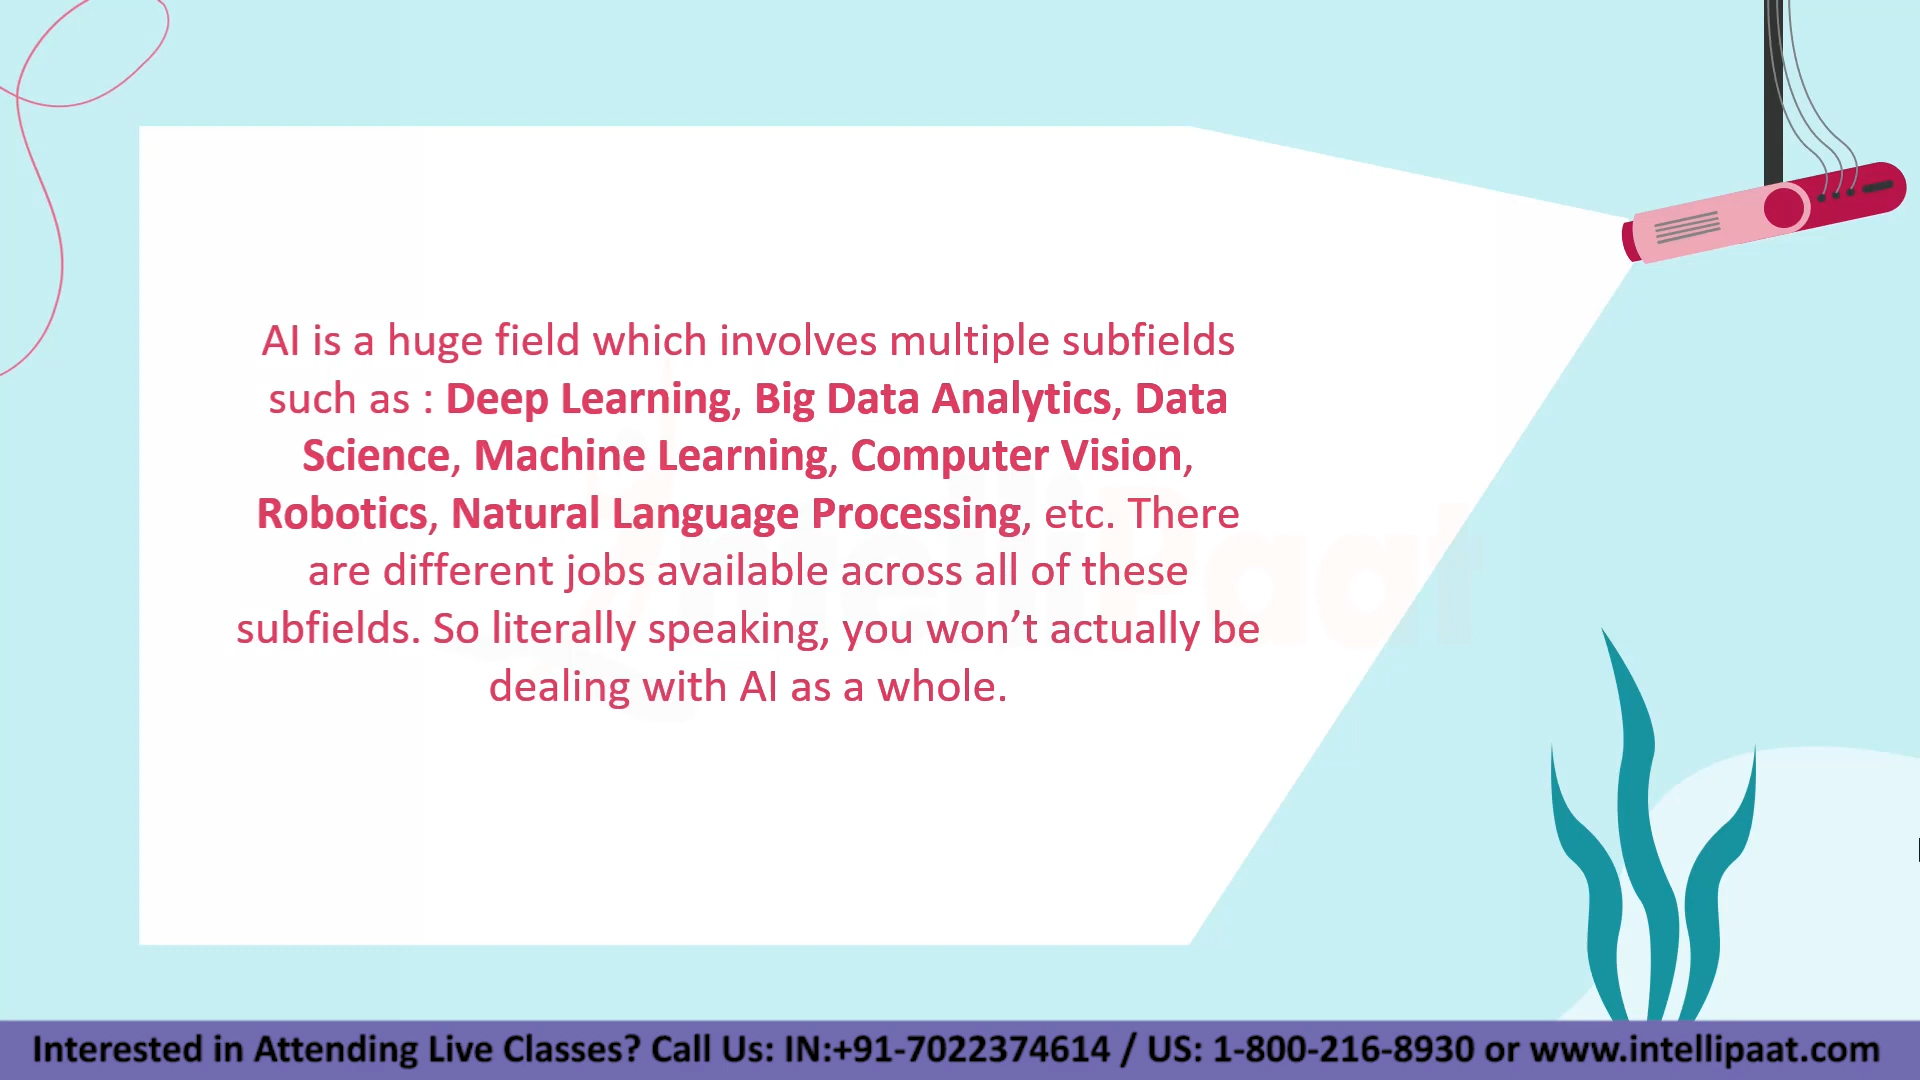 AI is a huge field which involves multiple subfields
such as : Deep Learning, Big Data Analytics, Data
Science, Machine Learning, Computer Vision,
Robotics, Natural Language Processing, etc. There
are different jobs available across all of these
subfields. So literally speaking, you won’t actually be
dealing with AI as a whole.
IntelliPaat
Interested in Attending Live Classes? Call Us: IN:+91-7022374614 / US: 1-800-216-8930 or www.intellipaat.com